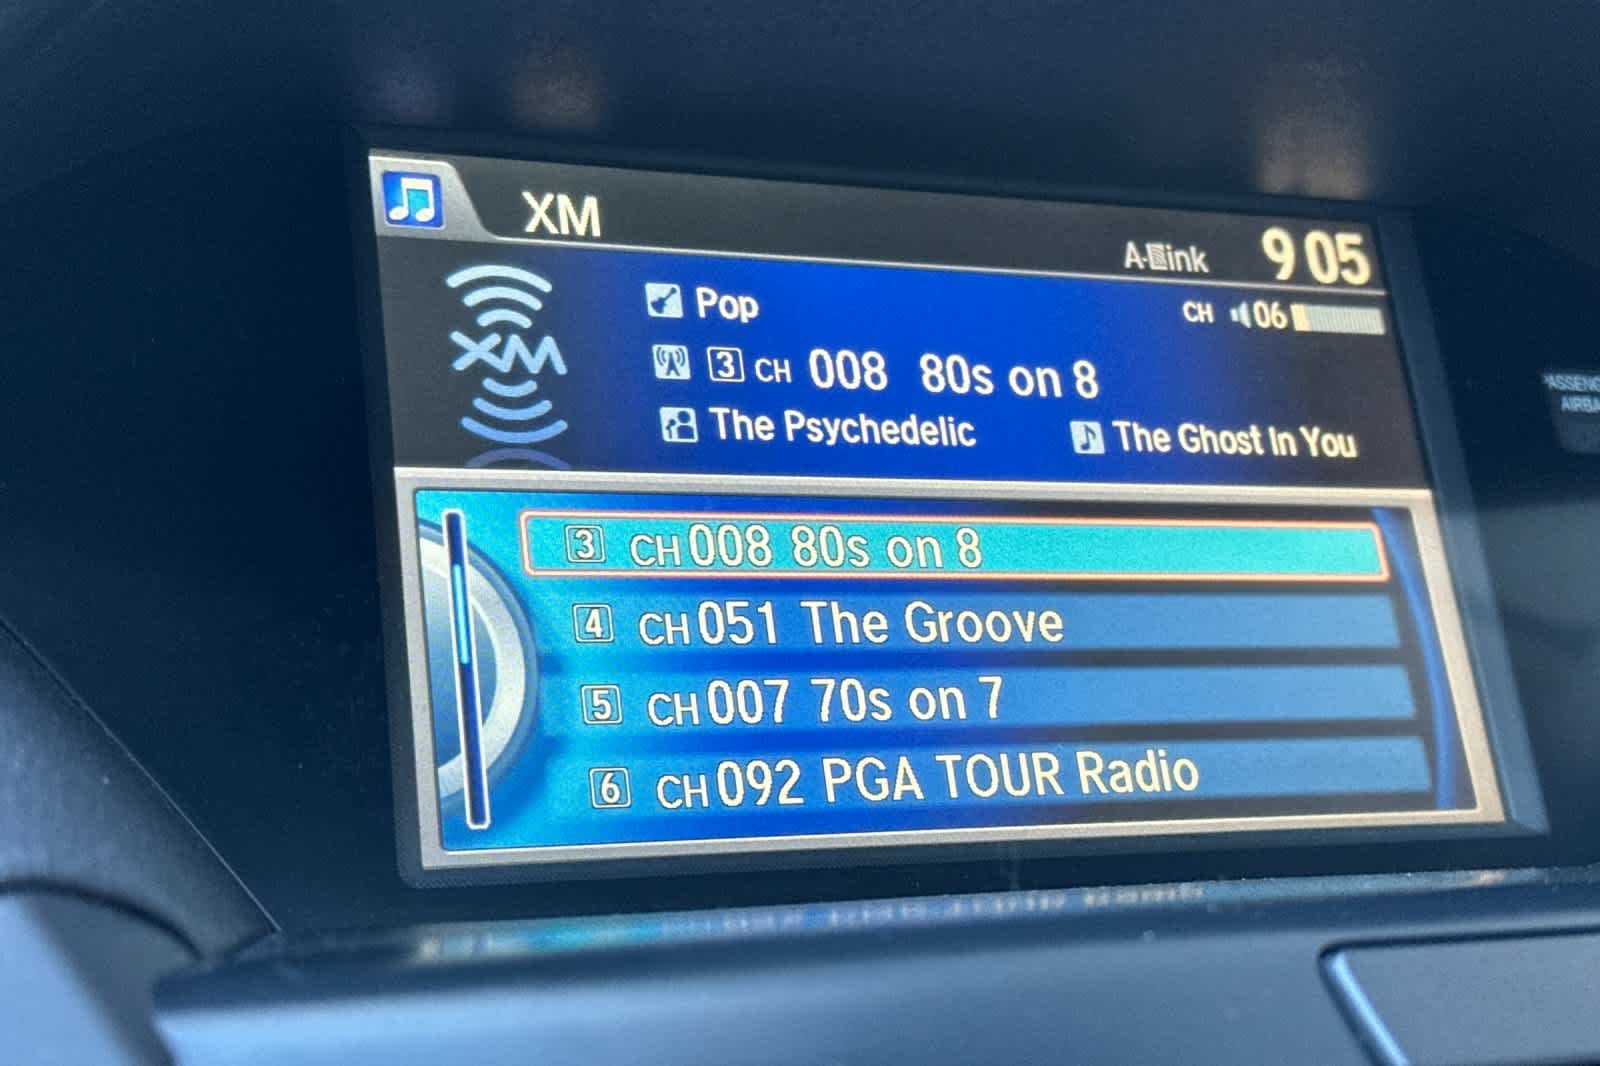 XM
A-Link 9 05
Pop
CH 06
XM
3 CH 008 80s on 8
The Psychedelic The Ghost In You
3 CH 008 80s on 8
4 CH 051 The Groove
5 CH 007 70s on 7
6 CH 092 PGA TOUR Radio